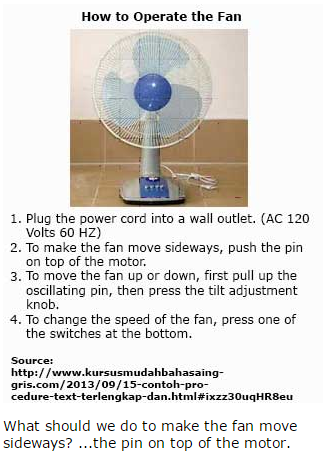 How to Operate the Fan
1. Plug the power cord into a wall outlet. (AC 120
Volts 60 HZ)
2. To make the fan move sideways, push the pin
on top of the motor.
3. To move the fan up or down, first pull up the
oscillating pin, then press the tilt adjustment
knob.
4. To change the speed of the fan, press one of
the switches at the bottom.
Source:
http://www.kursusmudahbahasaing-
gris.com/2013/09/15-contoh-pro-
cedure-text-terlengkap-dan.html#ixzz30uqHR8eu
What should we do to make the fan move
sideways? ...the pin on top of the motor.